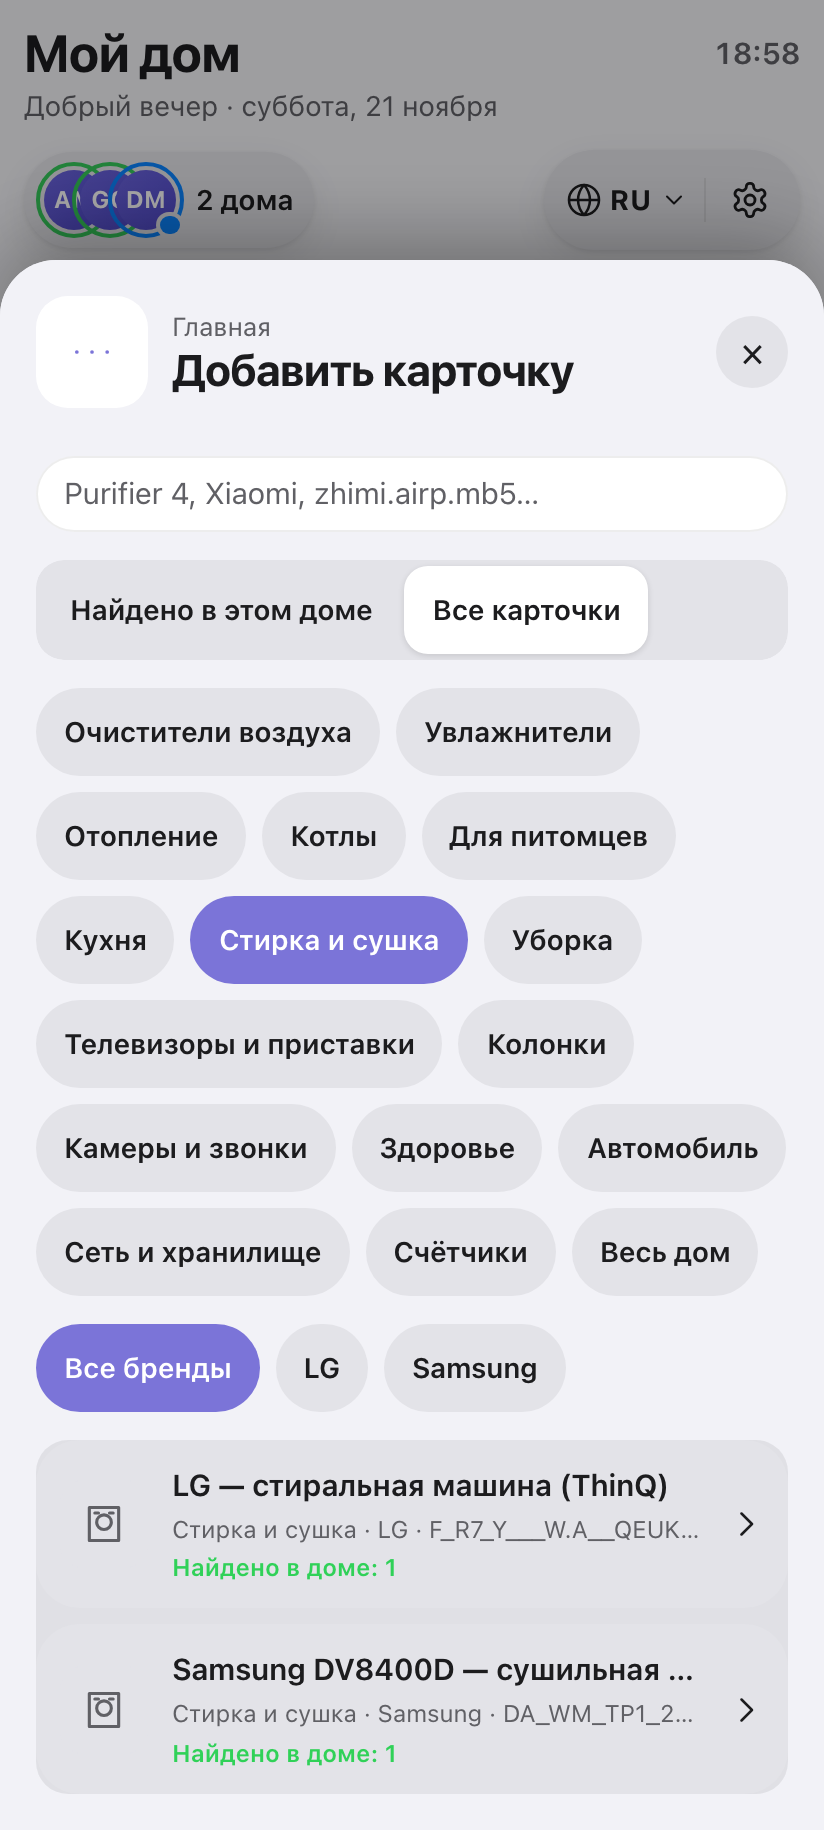 Мой дом
18:58
Добрый вечер · суббота, 21 ноября
DM
2 дома
RU
Главная
Добавить карточку
Purifier 4, Xiaomi, zhimi.airp.mb5...
Найдено в этом доме
Все карточки
Очистители воздуха
Увлажнители
Отопление
Котлы
Для питомцев
Кухня
Стирка и сушка
Уборка
Телевизоры и приставки
Колонки
Камеры и звонки
Здоровье
Автомобиль
Сеть и хранилище
Счётчики
Весь дом
Все бренды
LG
Samsung
LG — стиральная машина (ThinQ)
Стирка и сушка · LG · F_R7_Y___W.A__QEUK...
Найдено в доме: 1
Samsung DV8400D — сушильная ...
Стирка и сушка · Samsung · DA_WM_TP1_2...
Найдено в доме: 1